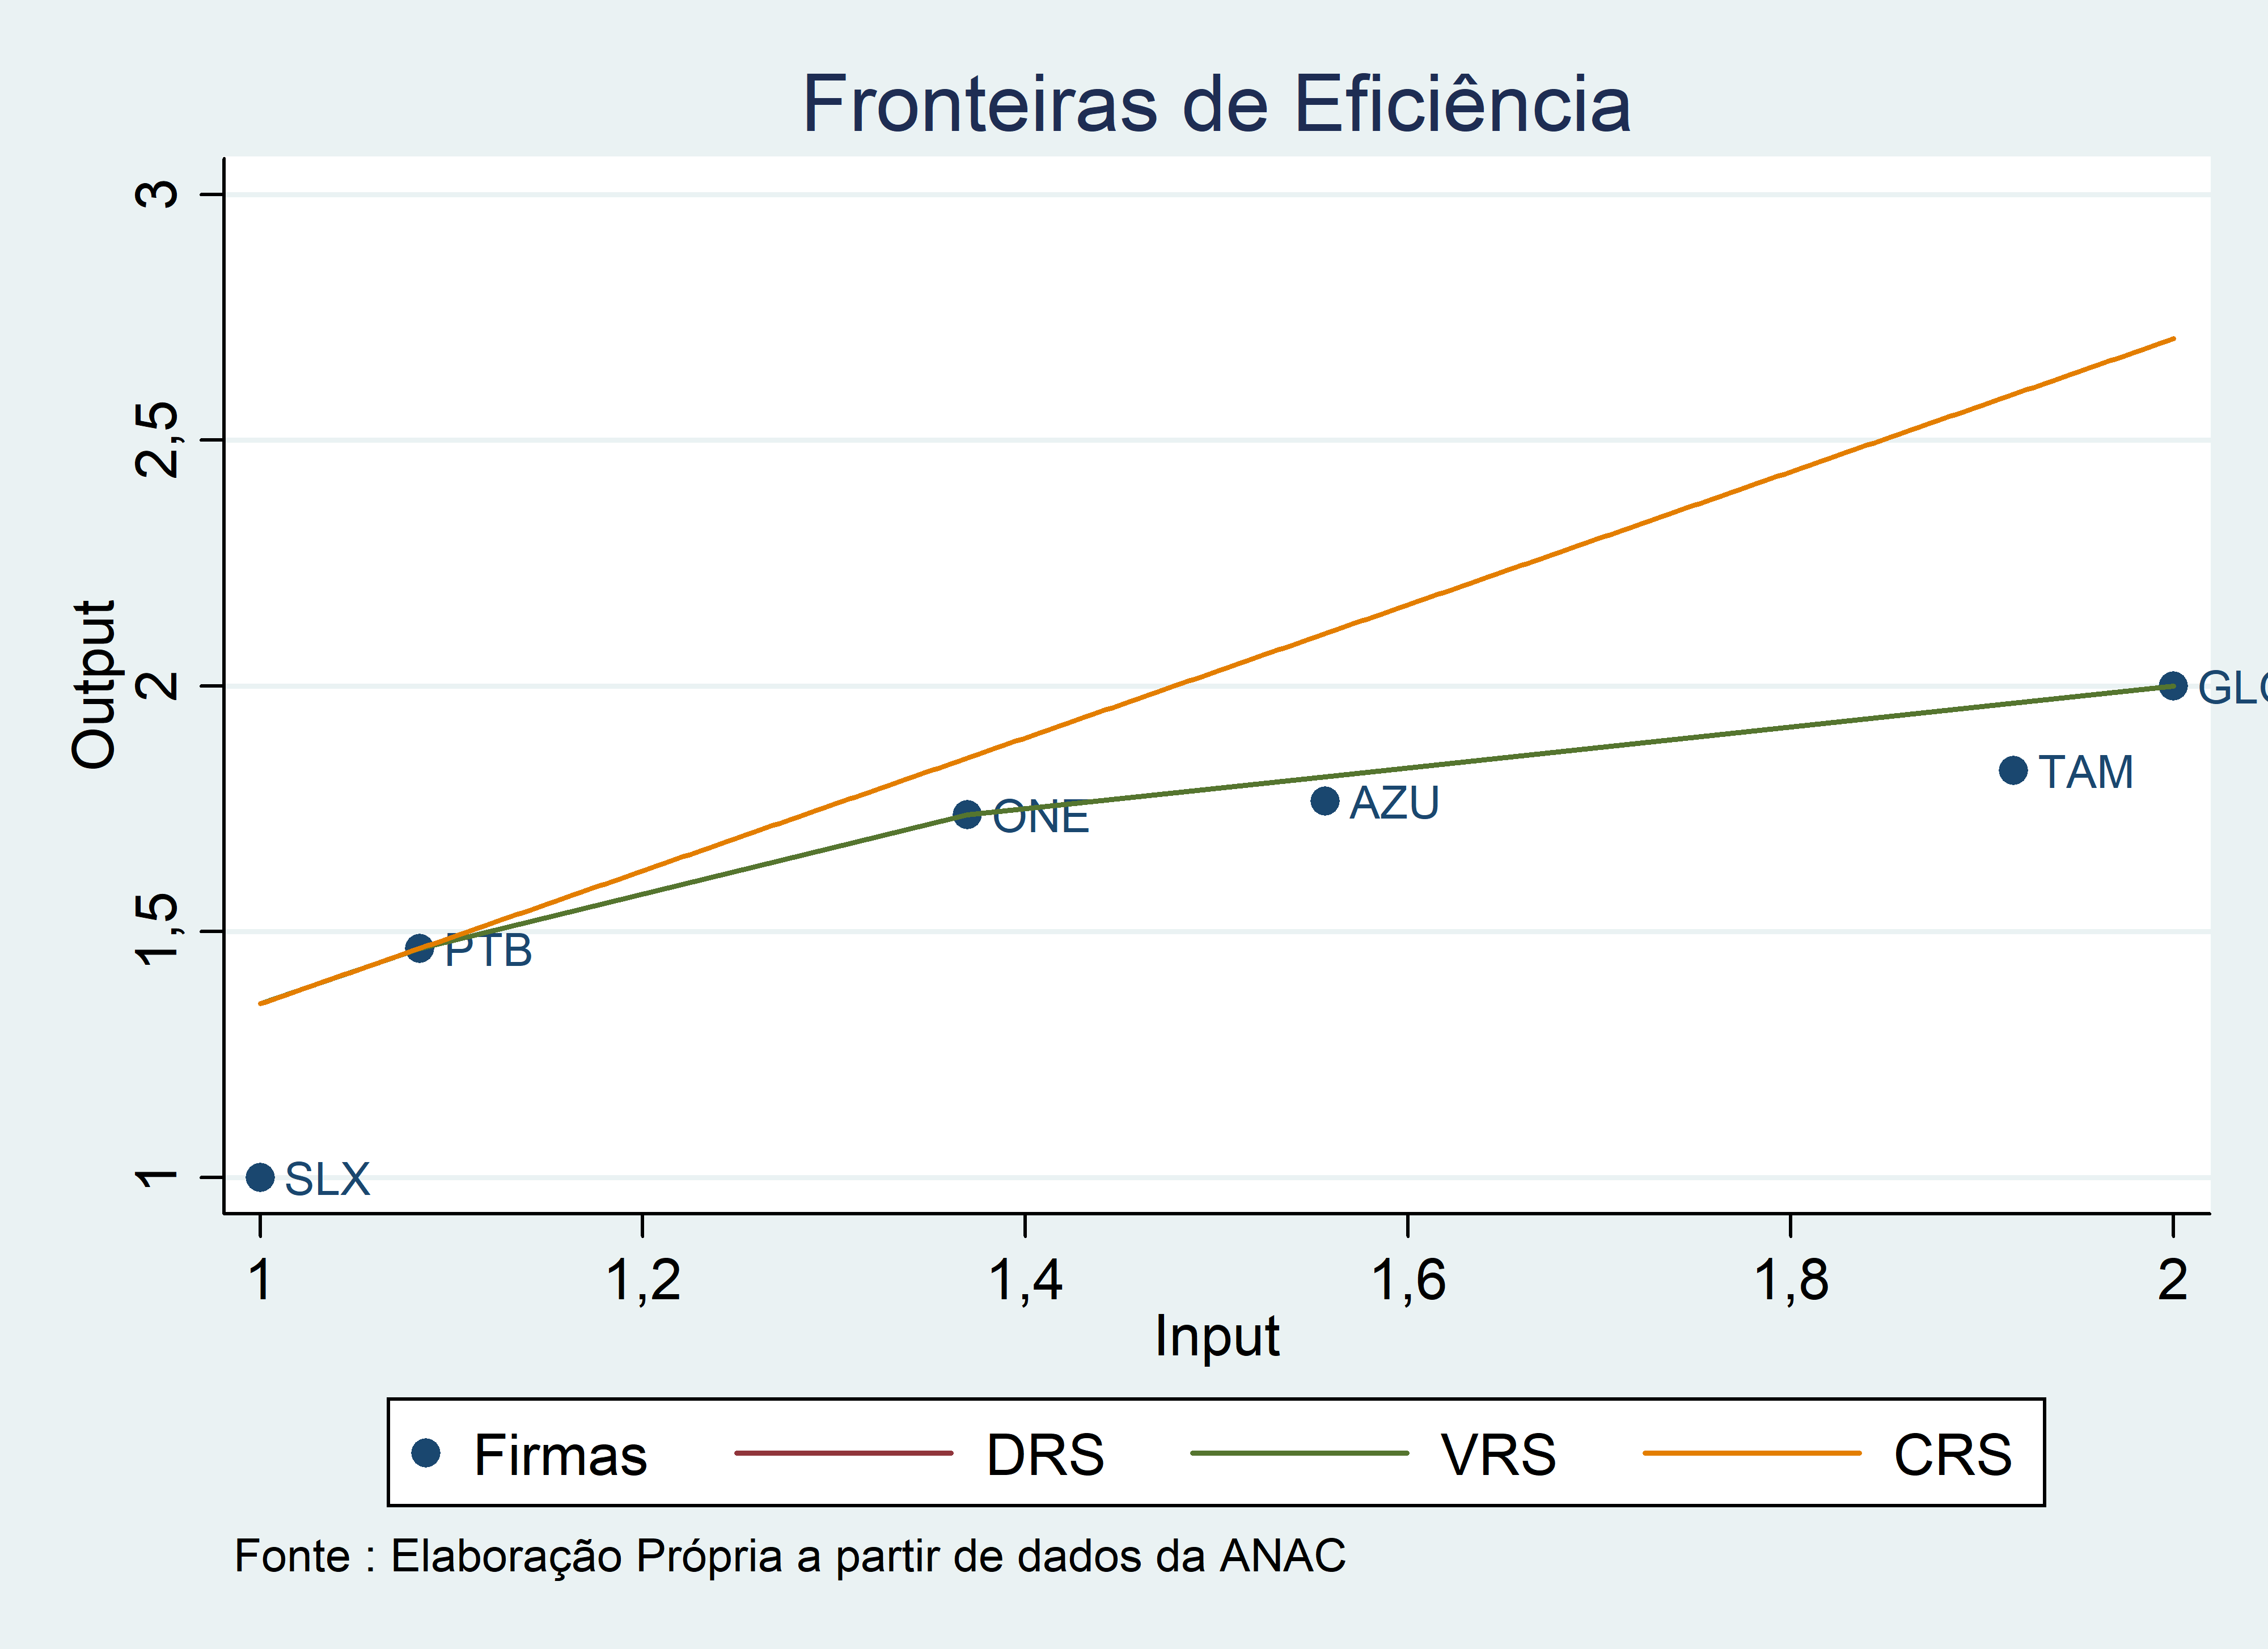 Fronteiras de Eficiência
Output
3
2,5
2
1,5
1
GLO
TAM
AZU
ONE
PTB
SLX
1 1,2 1,4 1,6 1,8 2
Input
Firmas DRS VRS CRS
Fonte : Elaboração Própria a partir de dados da ANAC